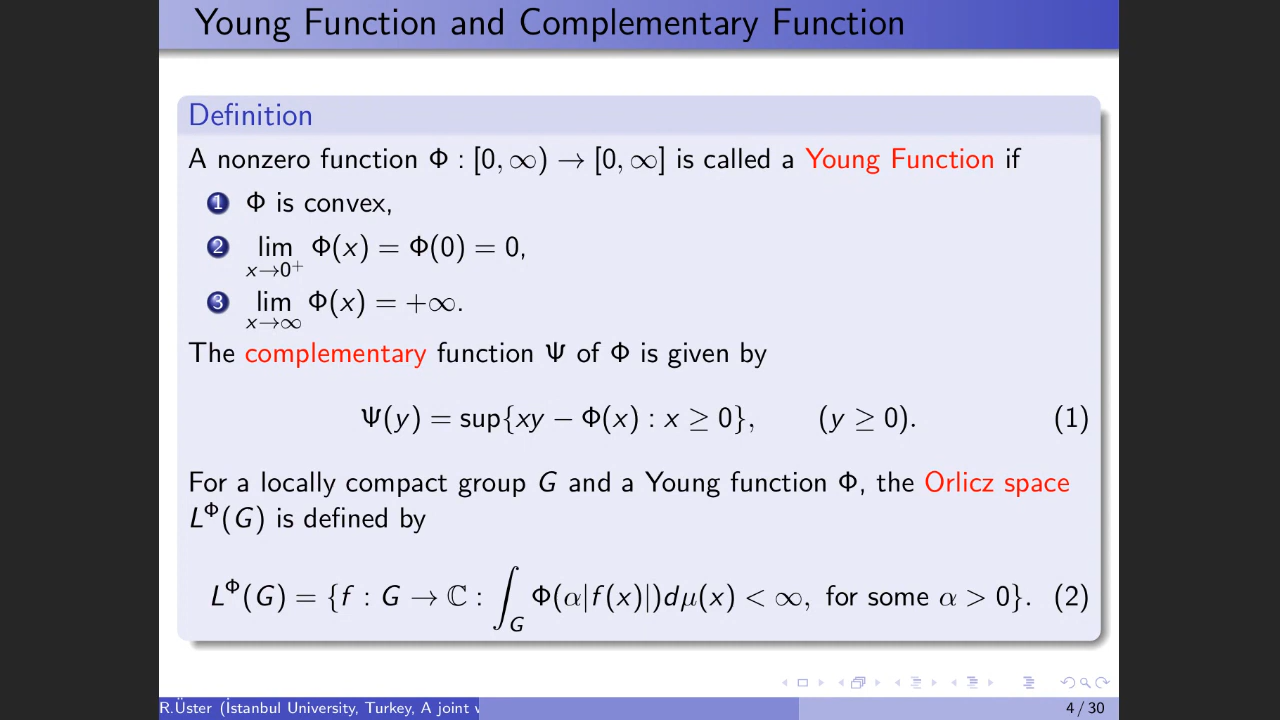 Young Function and Complementary Function
Definition
A nonzero function Φ : [0, ∞) → [0, ∞] is called a Young Function if
1 Φ is convex,
2 lim_{x→0⁺} Φ(x) = Φ(0) = 0,
3 lim_{x→∞} Φ(x) = +∞.
The complementary function Ψ of Φ is given by
Ψ(y) = sup{xy − Φ(x) : x ≥ 0}, (y ≥ 0). (1)
For a locally compact group G and a Young function Φ, the Orlicz space
L^Φ(G) is defined by
L^Φ(G) = {f : G → ℂ : ∫_G Φ(α|f(x)|)dμ(x) < ∞, for some α > 0}. (2)
R.Üster (İstanbul University, Turkey, A joint
4 / 30